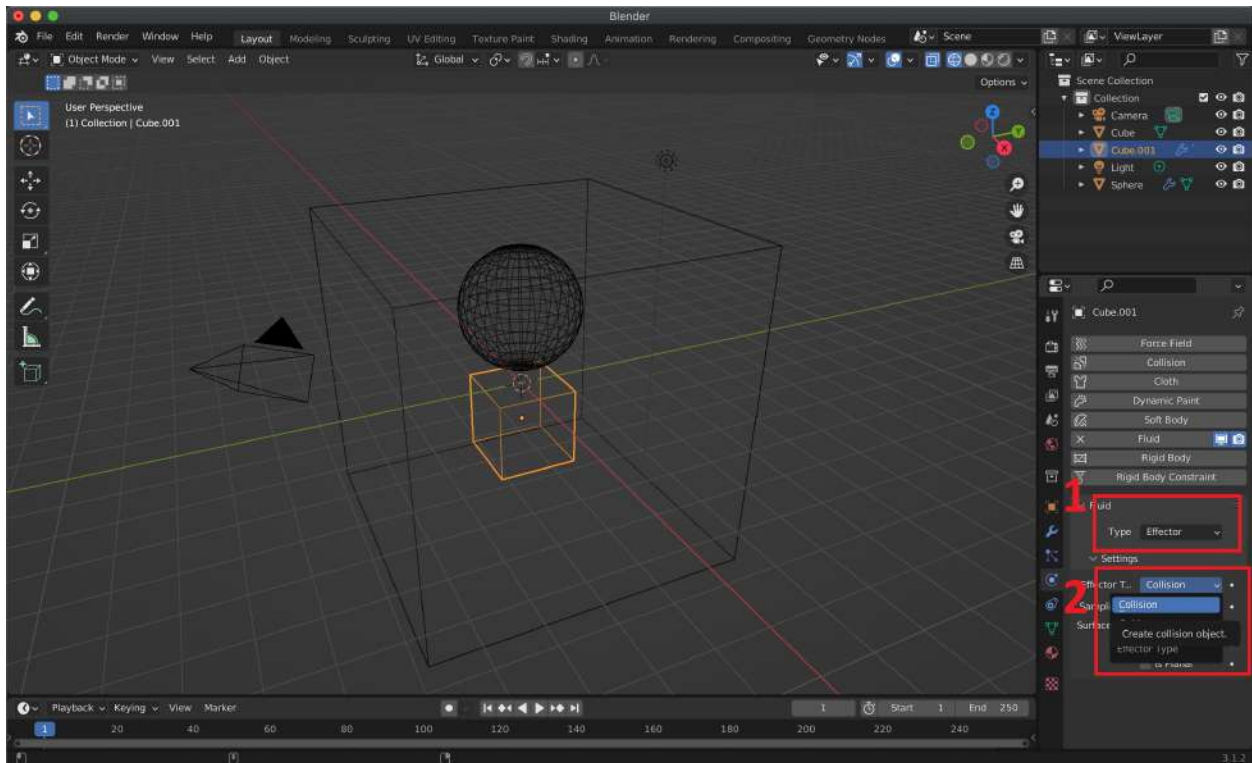 Blender
File Edit Render Window Help Layout Modeling Sculpting UV Editing Texture Paint Shading Animation Rendering Compositing Geometry Nodes Scene ViewLayer
Object Mode View Select Add Object Global
Options
User Perspective
(1) Collection | Cube.001
Z
Y
X
Scene Collection
Collection
Camera
Cube
Cube.001
Light
Sphere
Cube.001
Force Field
Collision
Cloth
Dynamic Paint
Soft Body
Fluid
Rigid Body
Rigid Body Constraint
1
Fluid
Type Effector
Settings
2
Effector T... Collision
Sampl
Collision
Surface
Create collision object.
Effector Type
Is Planar
Playback Keying View Marker 1 Start 1 End 250
1 20 40 60 80 100 120 140 160 180 200 220 240
3.1.2